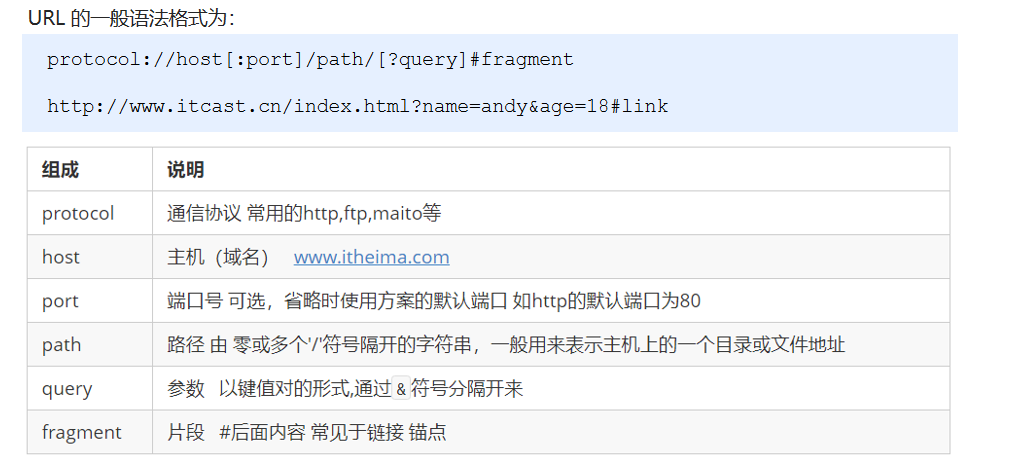 URL 的一般语法格式为：
protocol://host[:port]/path/[?query]#fragment
http://www.itcast.cn/index.html?name=andy&age=18#link
组成 说明
protocol 通信协议 常用的http,ftp,maito等
host 主机（域名） www.itheima.com
port 端口号 可选，省略时使用方案的默认端口 如http的默认端口为80
path 路径 由 零或多个'/'符号隔开的字符串，一般用来表示主机上的一个目录或文件地址
query 参数 以键值对的形式,通过&符号分隔开来
fragment 片段 #后面内容 常见于链接 锚点